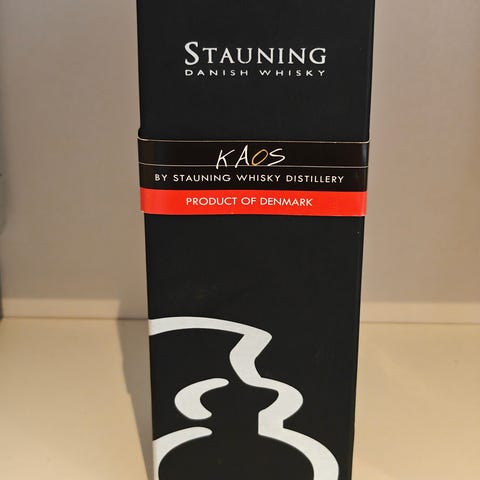 STAUNING
DANISH WHISKY
KAOS
BY STAUNING WHISKY DISTILLERY
PRODUCT OF DENMARK